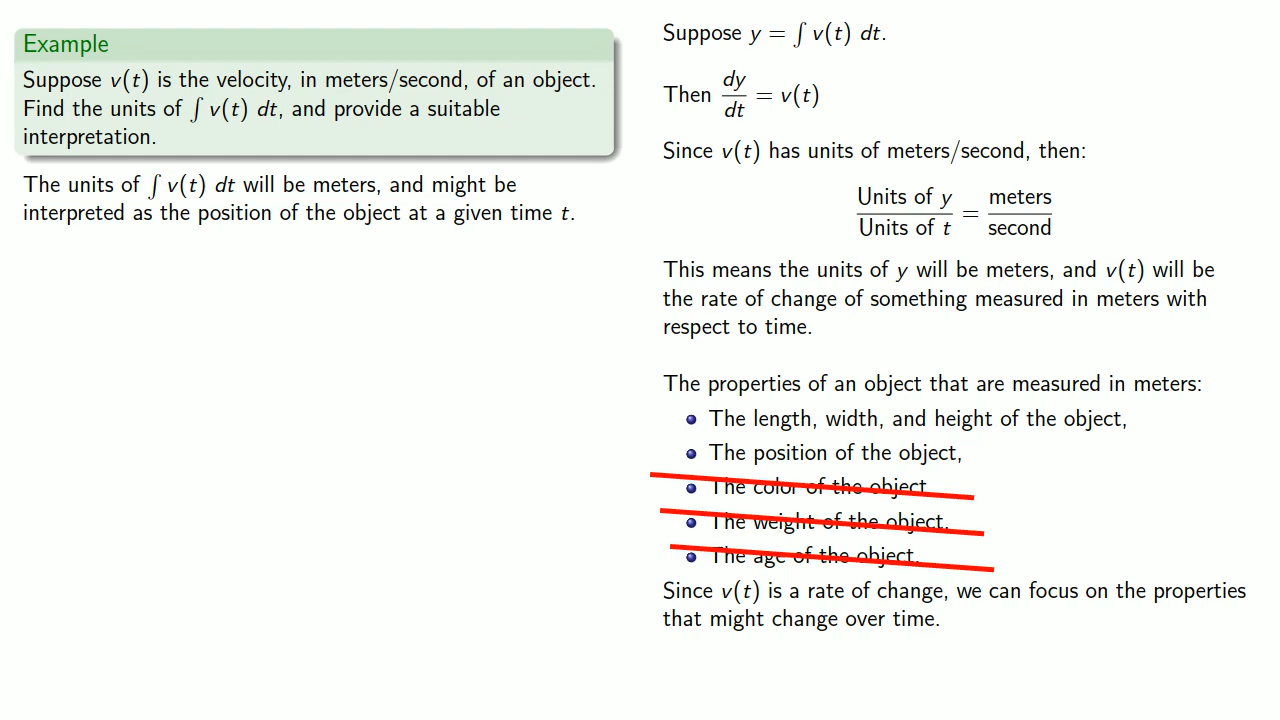 Example
Suppose v(t) is the velocity, in meters/second, of an object.
Find the units of ∫ v(t) dt, and provide a suitable
interpretation.
The units of ∫ v(t) dt will be meters, and might be
interpreted as the position of the object at a given time t.
Suppose y = ∫ v(t) dt.
Then dy/dt = v(t)
Since v(t) has units of meters/second, then:
Units of y / Units of t = meters / second
This means the units of y will be meters, and v(t) will be
the rate of change of something measured in meters with
respect to time.
The properties of an object that are measured in meters:
The length, width, and height of the object,
The position of the object,
The color of the object,
The weight of the object,
The age of the object,
Since v(t) is a rate of change, we can focus on the properties
that might change over time.